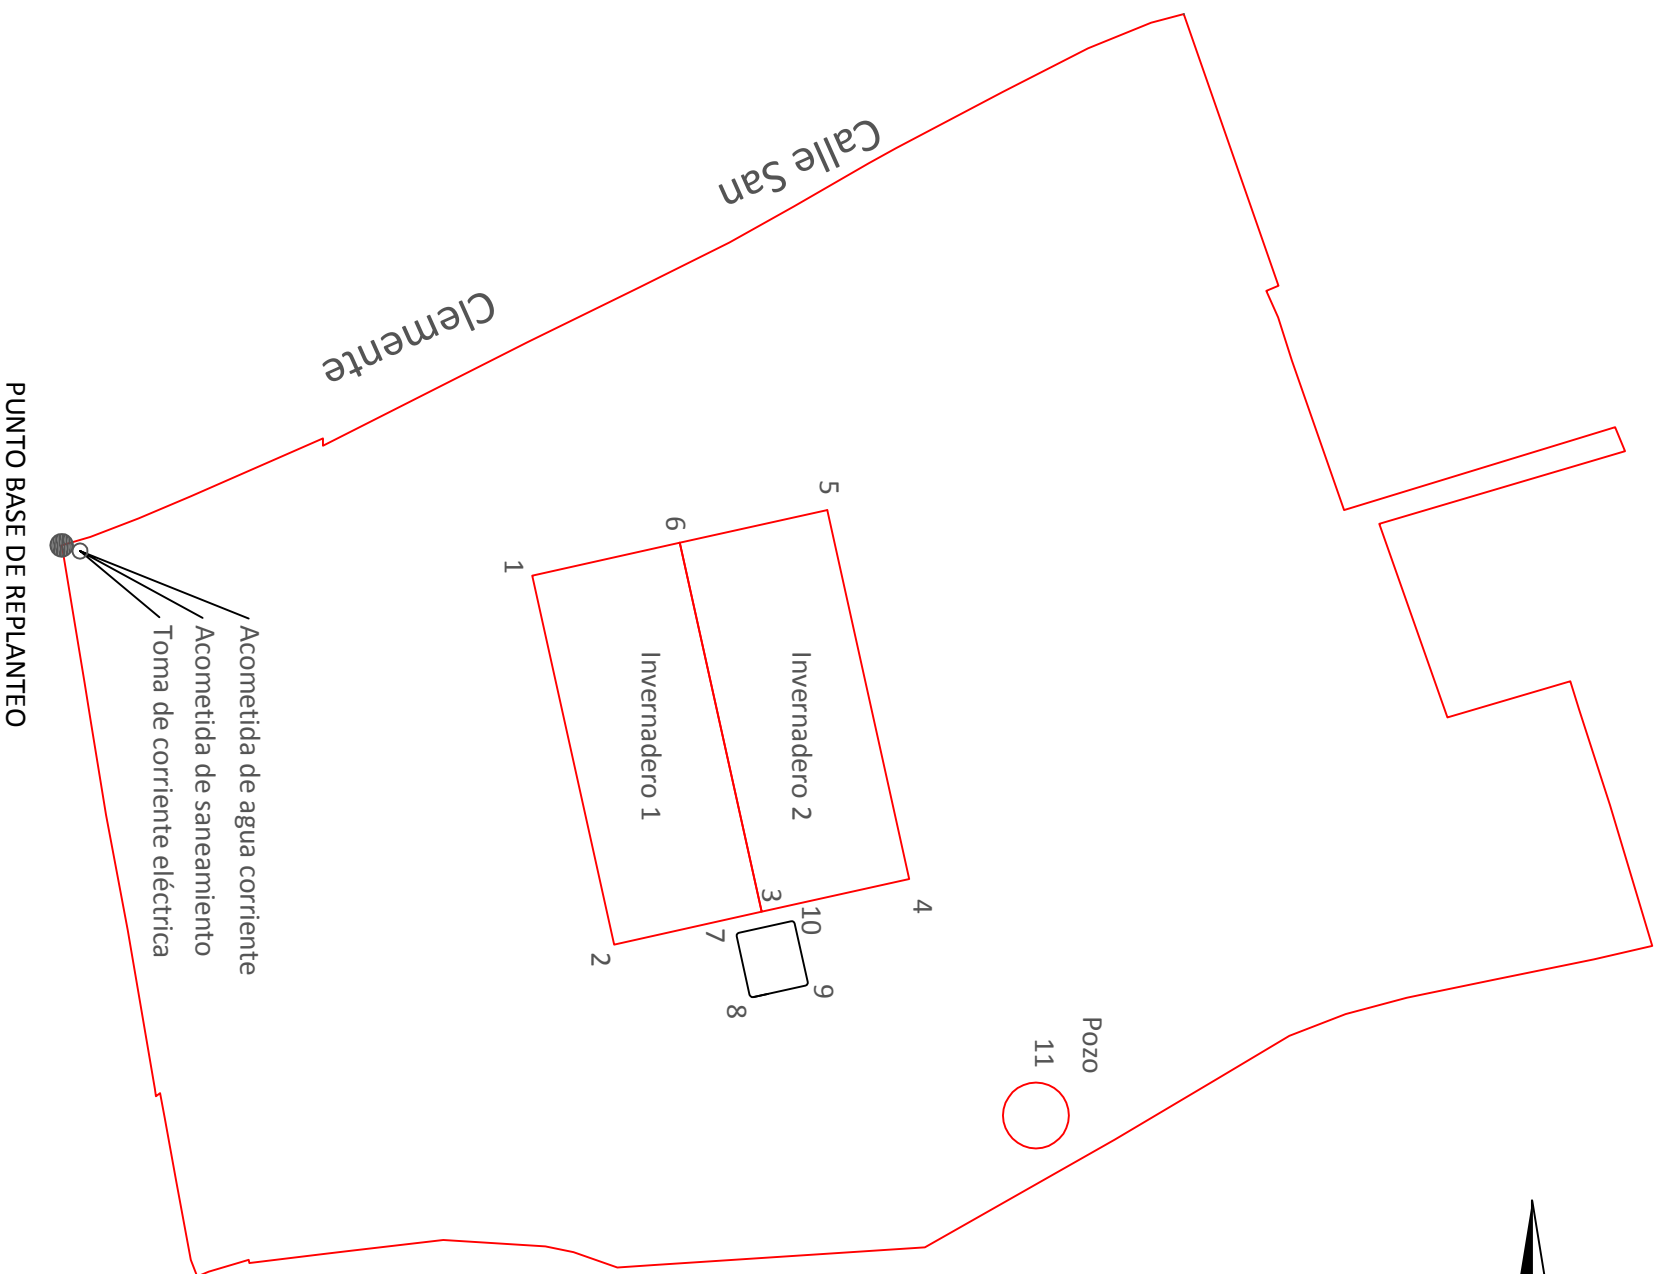 Calle San
Clemente
5
6
1
Invernadero 2
Invernadero 1
3
10
4
7
2
9
8
Pozo
11
Acometida de agua corriente
Acometida de saneamiento
Toma de corriente eléctrica
PUNTO BASE DE REPLANTEO